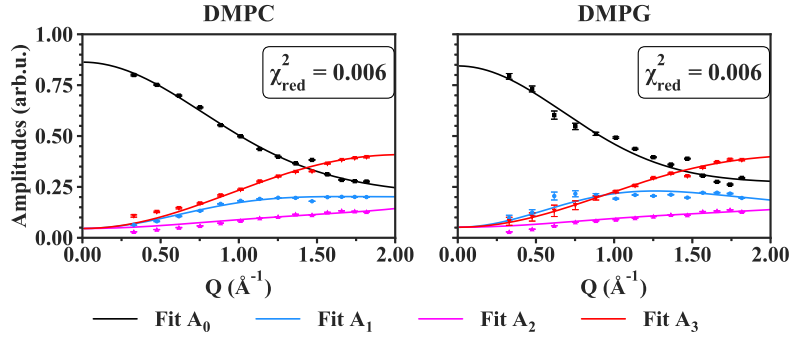 DMPC DMPG
Amplitudes (arb.u.)
1.00
0.75
0.50
0.25
0.00
χ²red = 0.006
χ²red = 0.006
0.00 0.50 1.00 1.50 2.00
0.00 0.50 1.00 1.50 2.00
Q (Å⁻¹) Q (Å⁻¹)
Fit A₀ Fit A₁ Fit A₂ Fit A₃